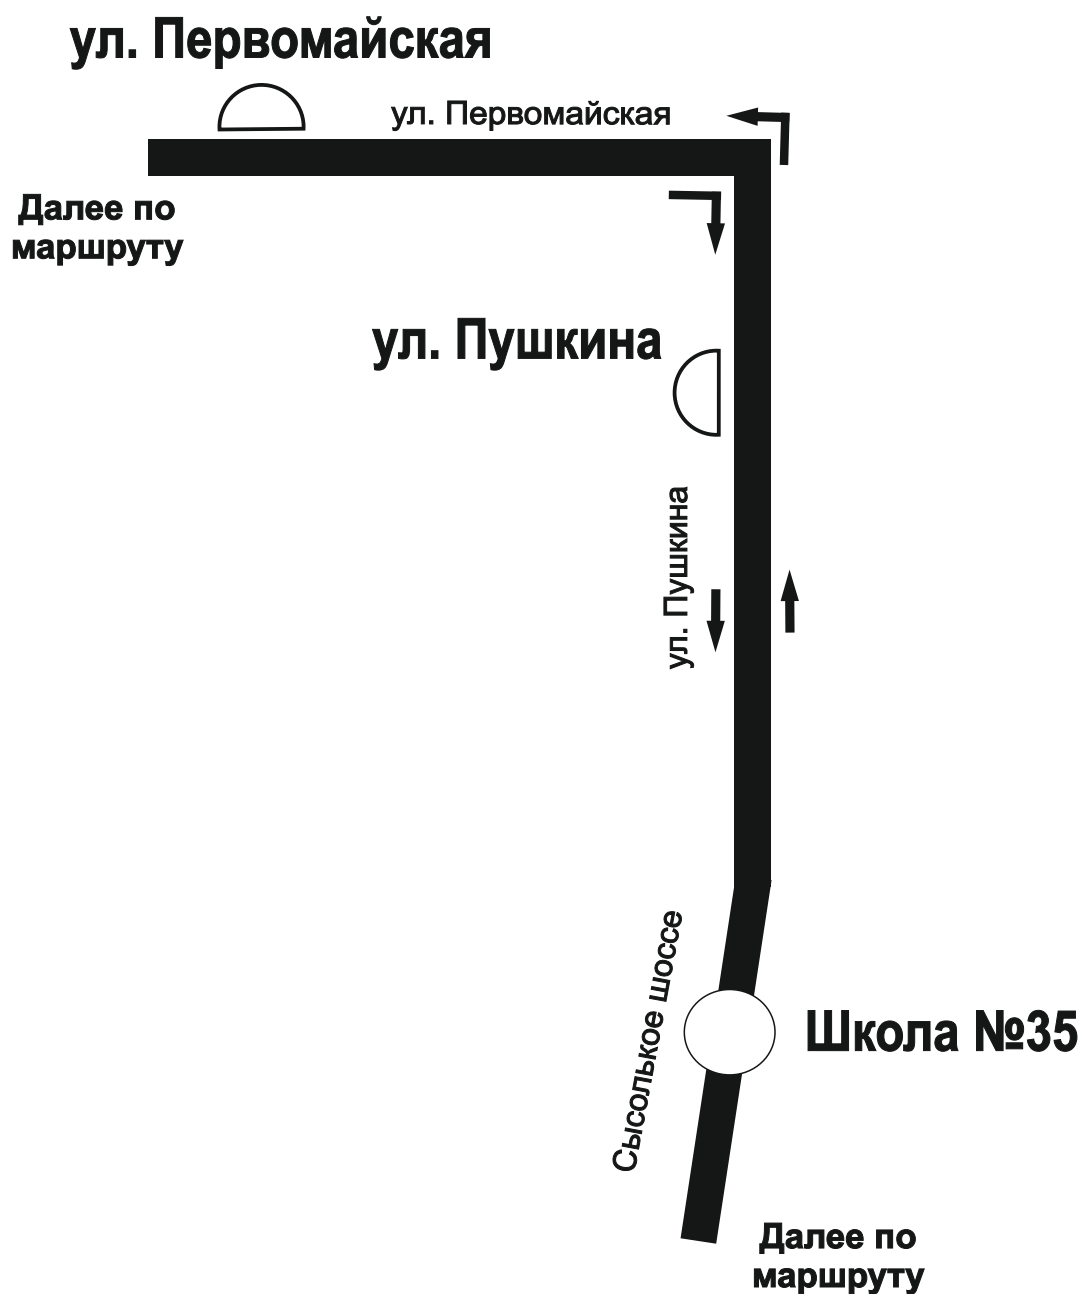 ул. Первомайская
ул. Первомайская
Далее по
маршруту
ул. Пушкина
ул. Пушкина
Сысолькое шоссе
Школа №35
Далее по
маршруту